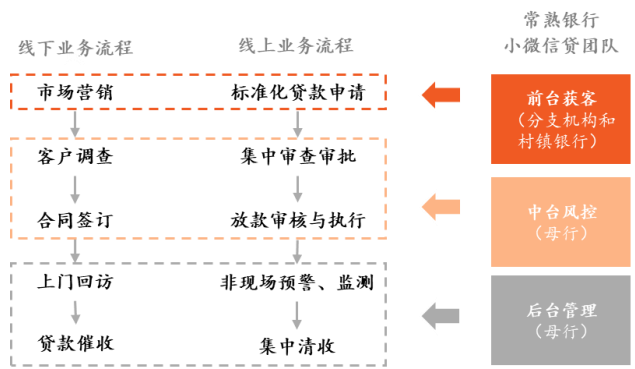 常熟银行
小微信贷团队
线下业务流程
线上业务流程
市场营销
标准化贷款申请
前台获客
（分支机构和
村镇银行）
客户调查
集中审查审批
合同签订
放款审核与执行
中台风控
（母行）
上门回访
非现场预警、监测
贷款催收
集中清收
后台管理
（母行）